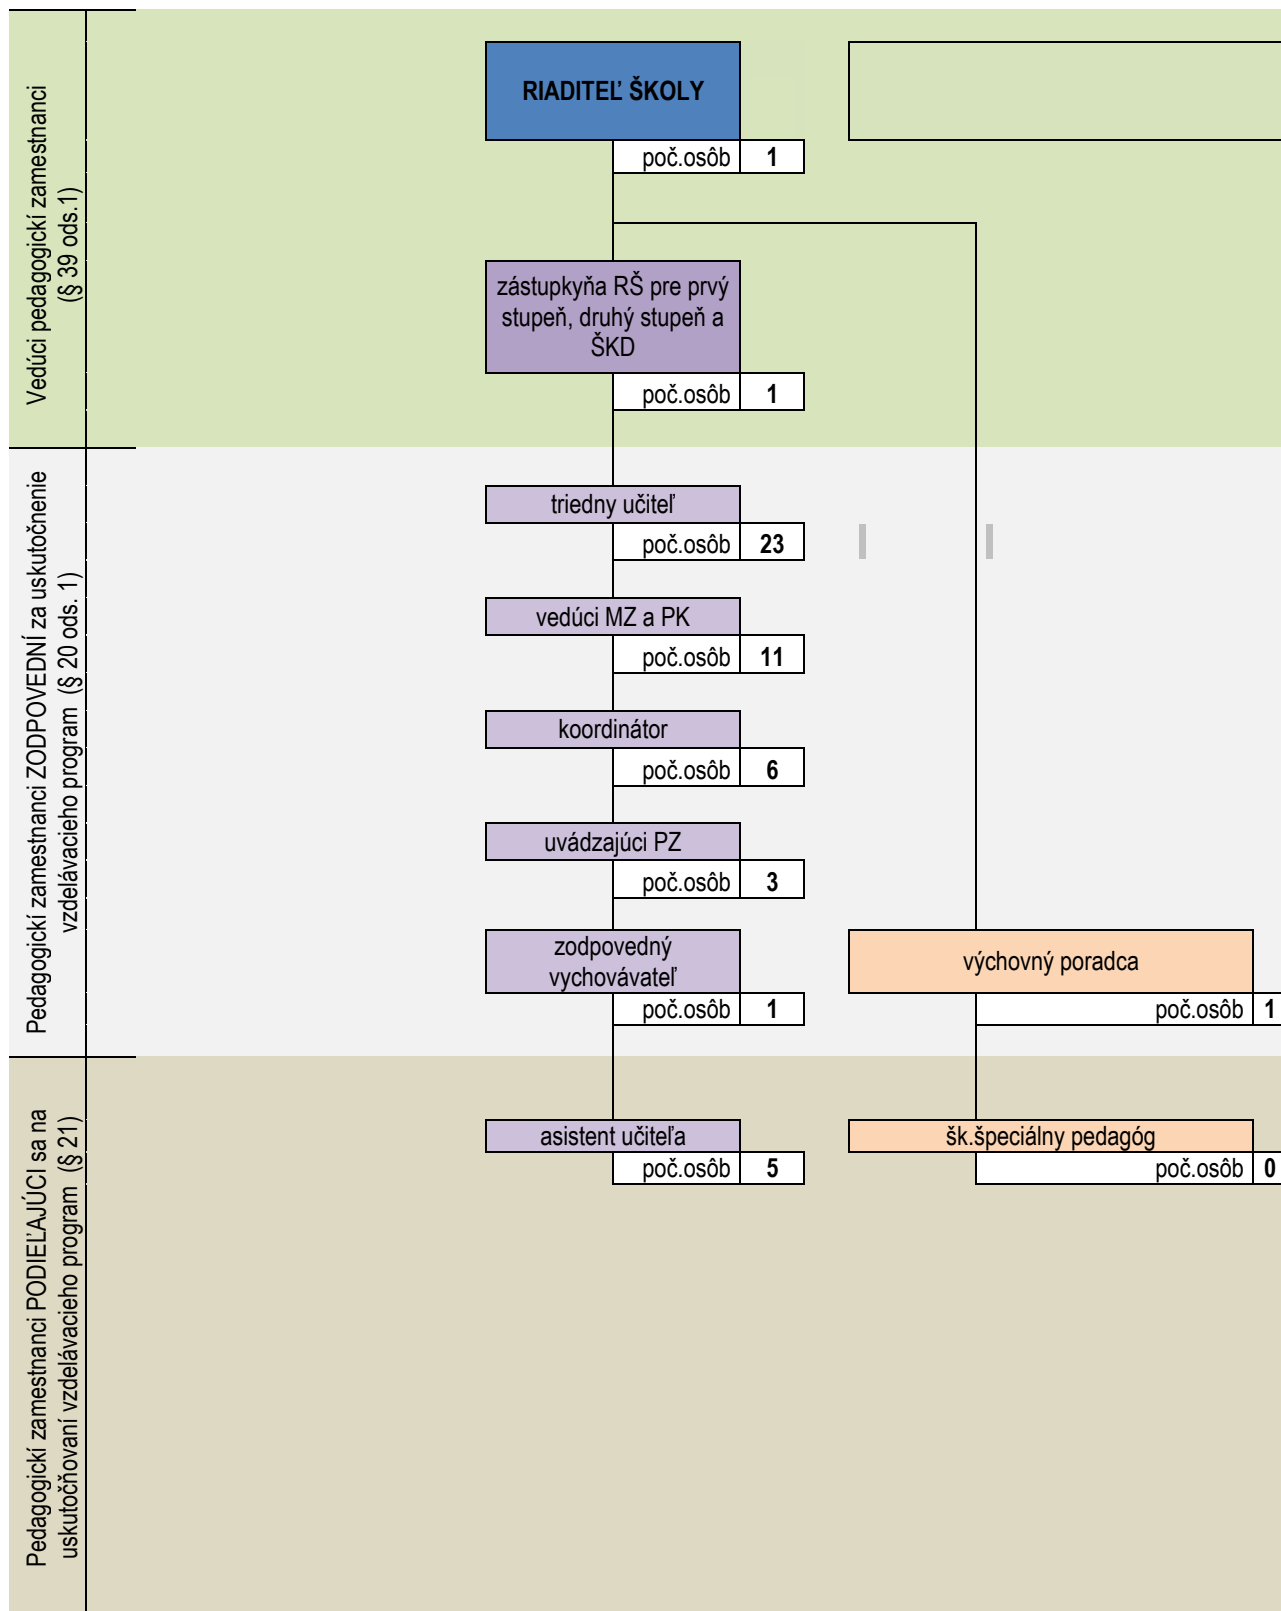 Vedúci pedagogickí zamestnanci
(§ 39 ods.1)
RIADITEĽ ŠKOLY
poč.osôb 1
zástupkyňa RŠ pre prvý
stupeň, druhý stupeň a
ŠKD
poč.osôb 1
Pedagogickí zamestnanci ZODPOVEDNÍ za uskutočnenie
vzdelávacieho program (§ 20 ods. 1)
triedny učiteľ
poč.osôb 23
vedúci MZ a PK
poč.osôb 11
koordinátor
poč.osôb 6
uvádzajúci PZ
poč.osôb 3
zodpovedný
vychovávateľ
poč.osôb 1
výchovný poradca
poč.osôb 1
Pedagogickí zamestnanci PODIEĽAJÚCI sa na
uskutočňovaní vzdelávacieho program (§ 21)
asistent učiteľa
poč.osôb 5
šk.špeciálny pedagóg
poč.osôb 0